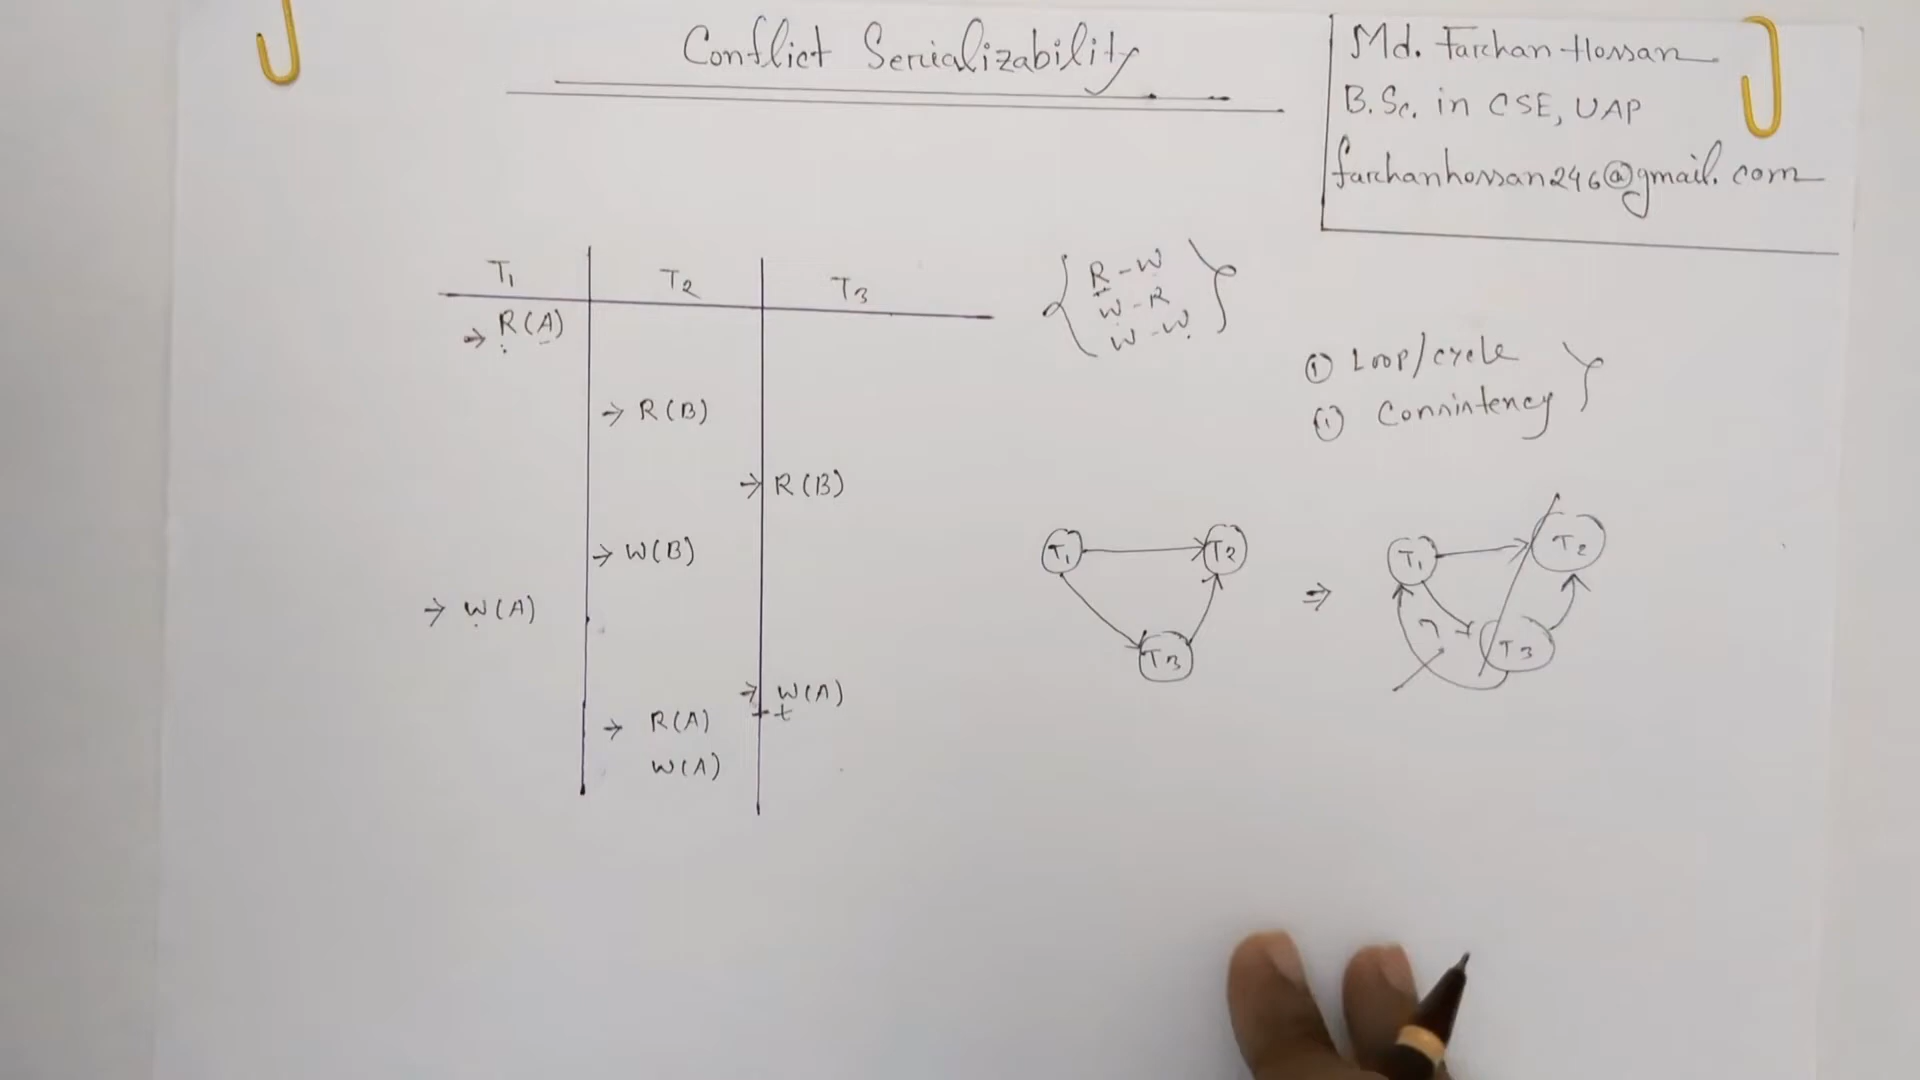 Conflict Serializability
Md. Farhan Hossan
B.Sc. in CSE, UAP
farhanhossan246@gmail.com
T1 T2 T3
R(A)
R(B)
R(B)
W(B)
W(A)
W(A)
R(A)
W(A)
R-W
W-R
W-W
① Loop/cycle
① Consistency
T1 T2
T3
⇒
T1 T2
T3